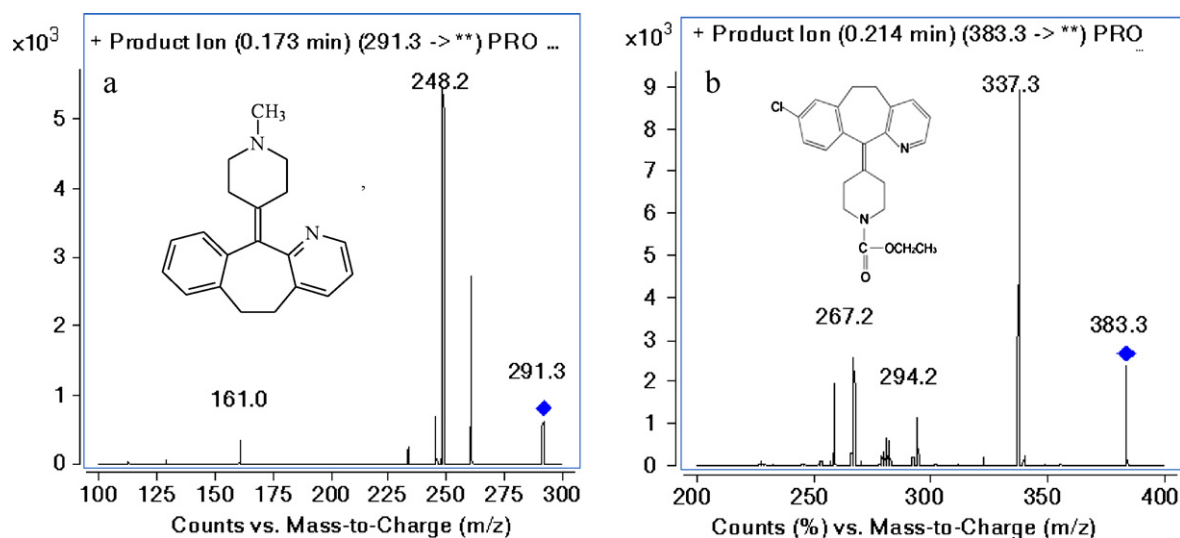 + Product Ion (0.173 min) (291.3 -> **) PRO ...
×10³
a
248.2
5
4
3
2
1
0
CH₃
N
N
,
161.0
291.3
100 125 150 175 200 225 250 275 300
Counts vs. Mass-to-Charge (m/z)
+ Product Ion (0.214 min) (383.3 -> **) PRO ...
×10³
b
337.3
9
8
7
6
5
4
3
2
1
0
Cl
N
N
C OCH₂CH₃
O
267.2
294.2
383.3
200 250 300 350 400
Counts (%) vs. Mass-to-Charge (m/z)